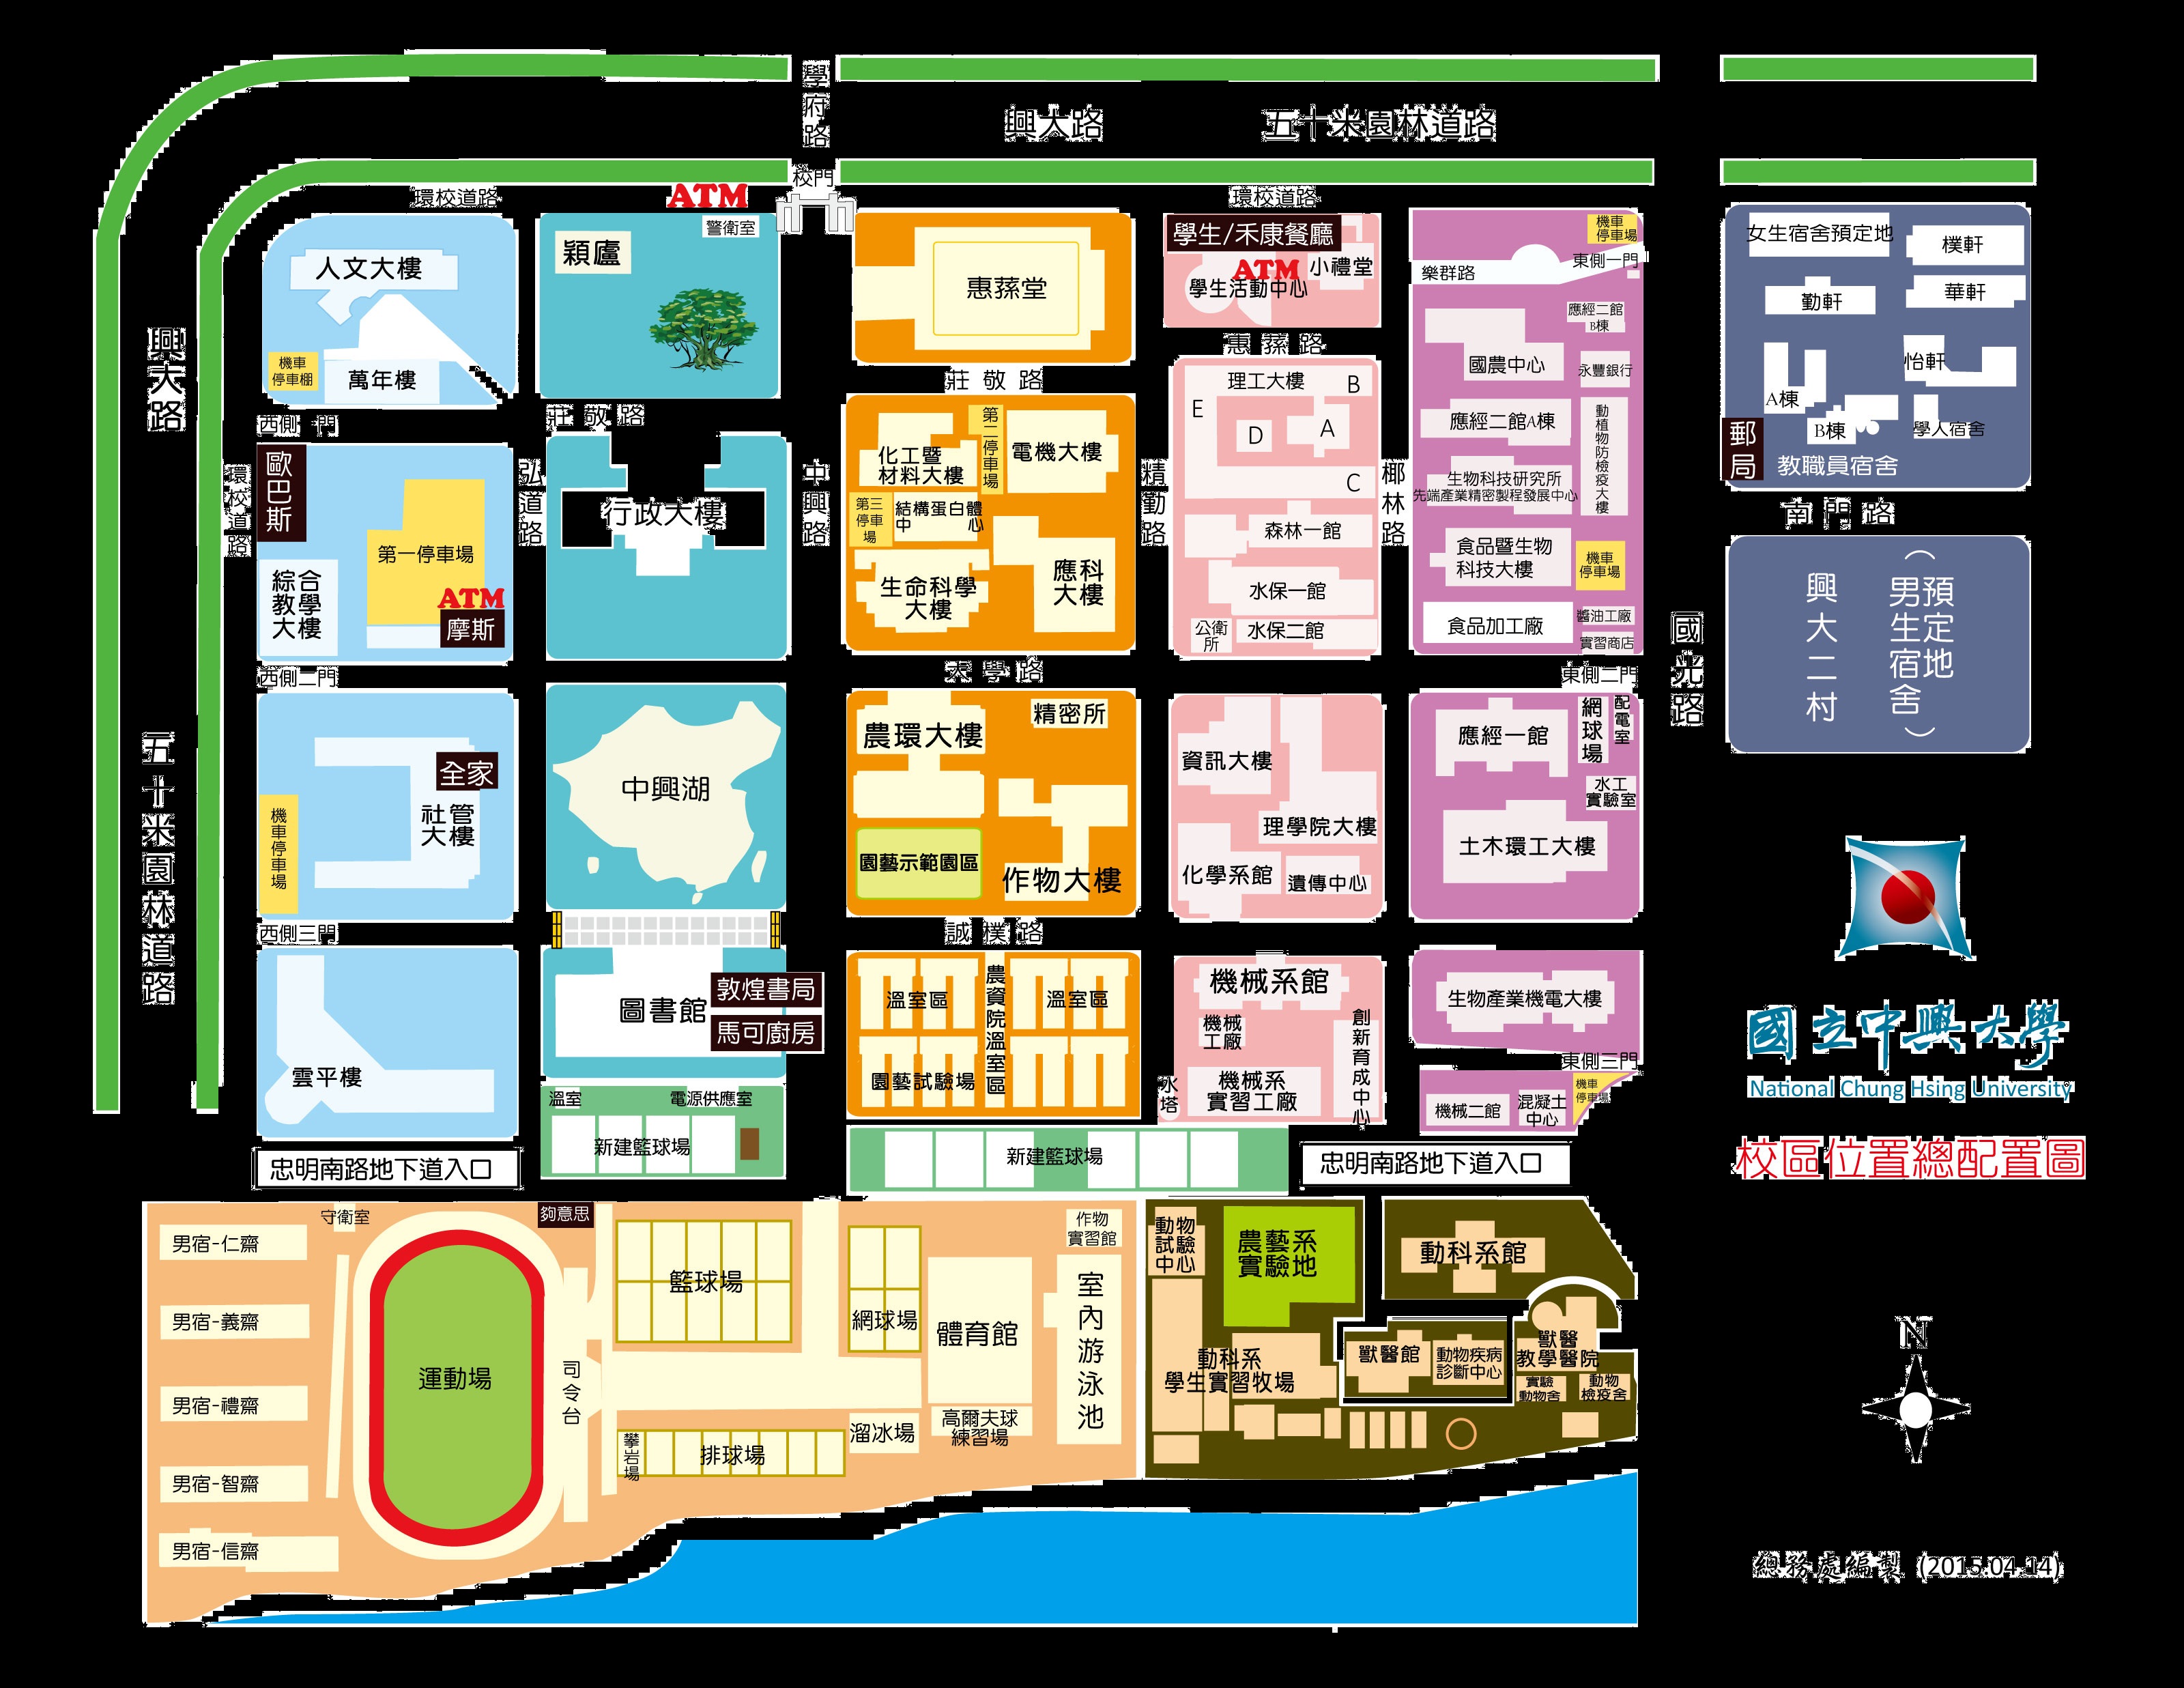 學府路
興大路
五十米園林道路
校門
環校道路
ATM
環校道路
警衛室
人文大樓
機車
停車棚
萬年樓
穎廬
惠蓀堂
學生/禾康餐廳
ATM
小禮堂
學生活動中心
機車
停車場
樂群路
東側一門
應經二館
B棟
國農中心
永豐銀行
女生宿舍預定地
樸軒
勤軒
華軒
怡軒
A棟
B棟
學人宿舍
郵局
教職員宿舍
興大路
惠蓀路
莊敬路
莊敬路
環校道路
弘道路
中興路
精勤路
椰林路
南門路
國光路
歐巴斯
第一停車場
綜合
教學
大樓
ATM
摩斯
行政大樓
化工暨
材料大樓
第二停車場
電機大樓
第三
停車
場
結構蛋白體
中心
生命科學
大樓
應科
大樓
理工大樓
A
B
C
D
E
森林一館
水保一館
公衛
所
水保二館
應經二館A棟
動植物防檢疫大樓
生物科技研究所
先端產業精密製程發展中心
食品暨生物
科技大樓
機車
停車場
食品加工廠
醬油工廠
實習商店
興大二村
(預定地
男生宿舍)
西側二門
大學路
東側二門
五十米園林道路
機車停車場
全家
社管
大樓
中興湖
農環大樓
精密所
園藝示範園區
作物大樓
資訊大樓
理學院大樓
化學系館
遺傳中心
應經一館
網球場
配電室
水工
實驗室
土木環工大樓
西側三門
誠樸路
雲平樓
圖書館
敦煌書局
馬可廚房
溫室區
農資院溫室區
溫室區
園藝試驗場
機械系館
機械
工廠
創新育成中心
機械系
實習工廠
水塔
生物產業機電大樓
東側三門
機車
停車場
機械二館
混凝土
中心
國立中興大學
National Chung Hsing University
校區位置總配置圖
溫室
電源供應室
新建籃球場
新建籃球場
忠明南路地下道入口
忠明南路地下道入口
男宿-仁齋
男宿-義齋
男宿-禮齋
男宿-智齋
男宿-信齋
守衛室
運動場
夠意思
司令台
籃球場
攀岩場
排球場
網球場
溜冰場
體育館
高爾夫球
練習場
作物
實習館
室內游泳池
動物
試驗
中心
農藝系
實驗地
動科系
學生實習牧場
動科系館
獸醫館
動物疾病
診斷中心
獸醫
教學醫院
實驗
動物舍
動物
檢疫舍
N
總務處編製 (2015.04.14)